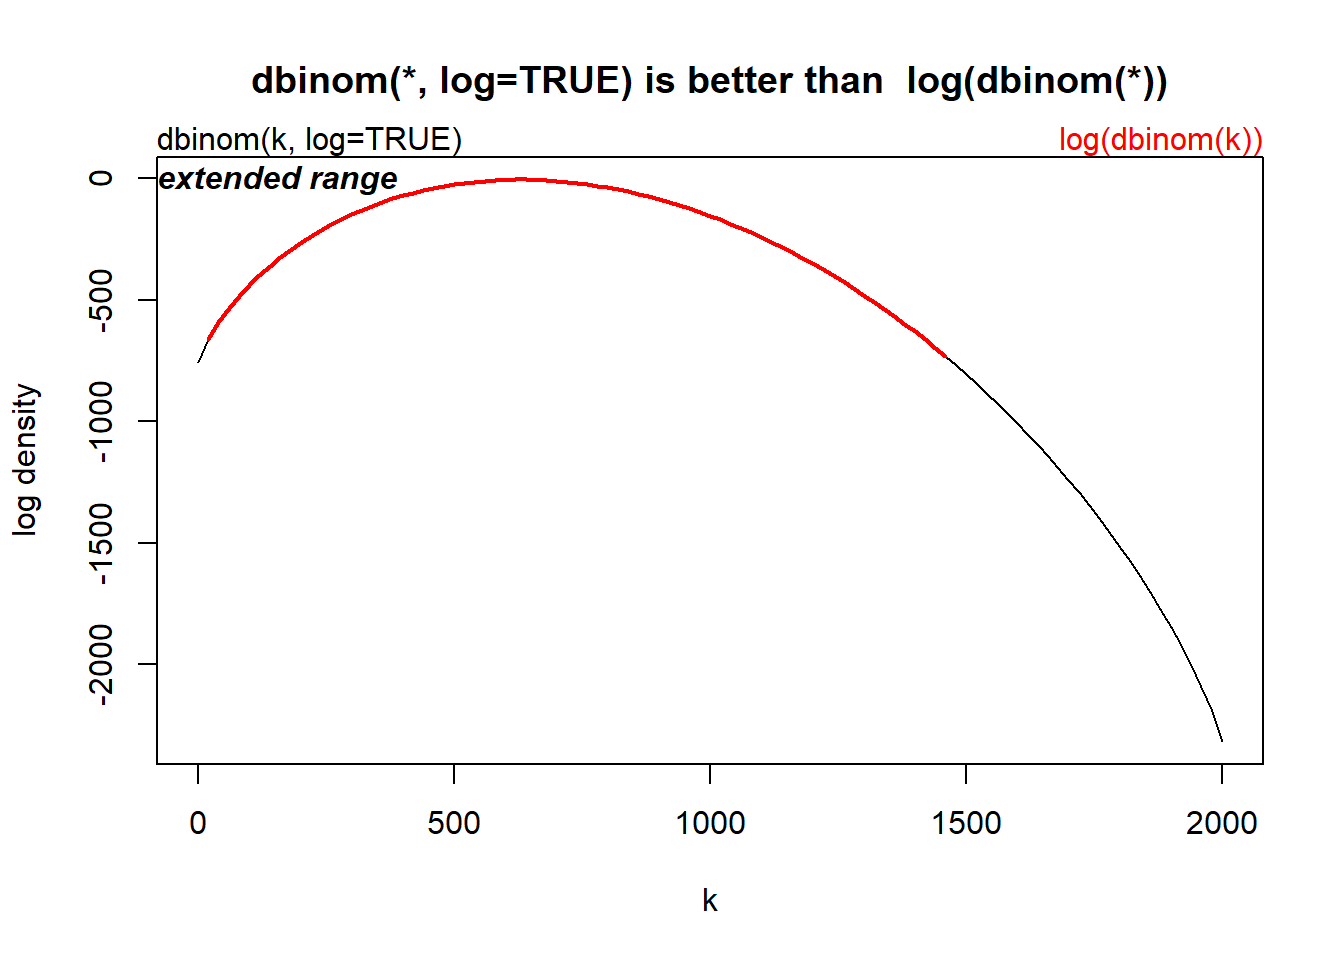 dbinom(*, log=TRUE) is better than  log(dbinom(*))
dbinom(k, log=TRUE)
log(dbinom(k))
extended range
0
-500
-1000
-1500
-2000
log density
0
500
1000
1500
2000
k